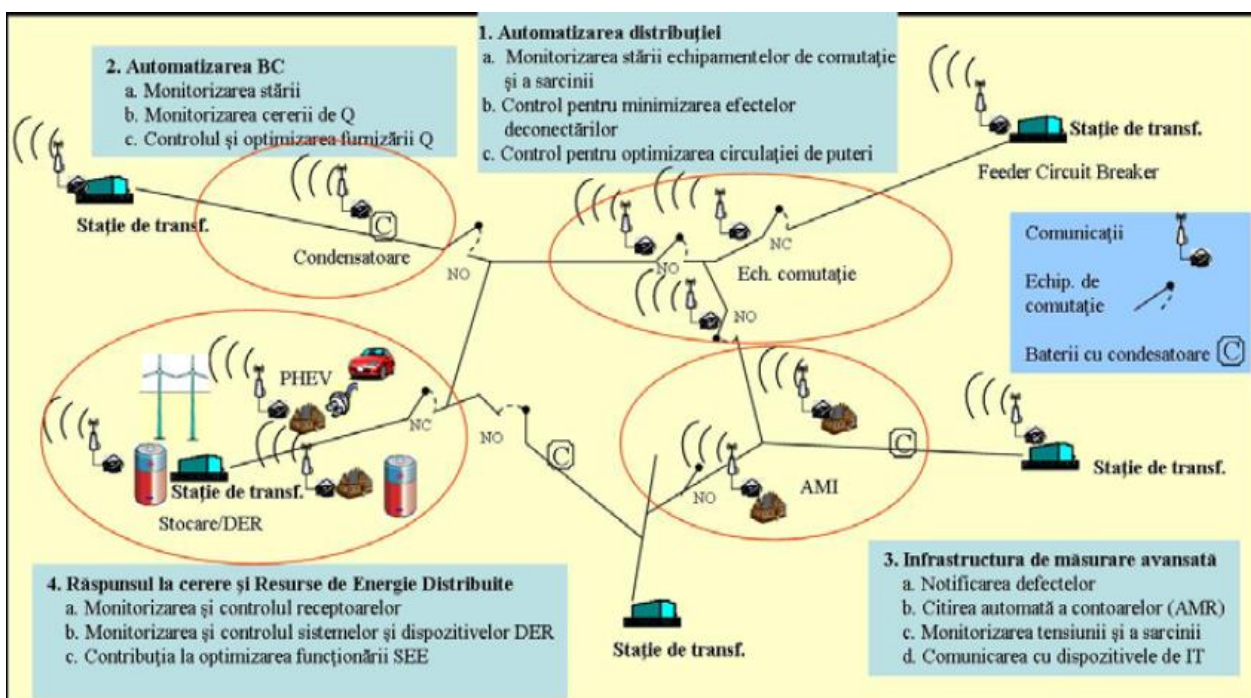 1. Automatizarea distribuției
a. Monitorizarea stării echipamentelor de comutație
și a sarcinii
b. Control pentru minimizarea efectelor
deconectărilor
c. Control pentru optimizarea circulației de puteri
2. Automatizarea BC
a. Monitorizarea stării
b. Monitorizarea cererii de Q
c. Controlul și optimizarea furnizării Q
Stație de transf.
Feeder Circuit Breaker
Stație de transf.
C
Condensatoare
NO
NO
NC
Ech. comutație
NO
Comunicații
Echip. de
comutație
Baterii cu condesatoare C
PHEV
NC
NO
C
Stație de transf.
Stocare/DER
C
NO
AMI
Stație de transf.
3. Infrastructura de măsurare avansată
a. Notificarea defectelor
b. Citirea automată a contoarelor (AMR)
c. Monitorizarea tensiunii și a sarcinii
d. Comunicarea cu dispozitivele de IT
4. Răspunsul la cerere și Resurse de Energie Distribuite
a. Monitorizarea și controlul receptoarelor
b. Monitorizarea și controlul sistemelor și dispozitivelor DER
c. Contribuția la optimizarea funcționării SEE
Stație de transf.